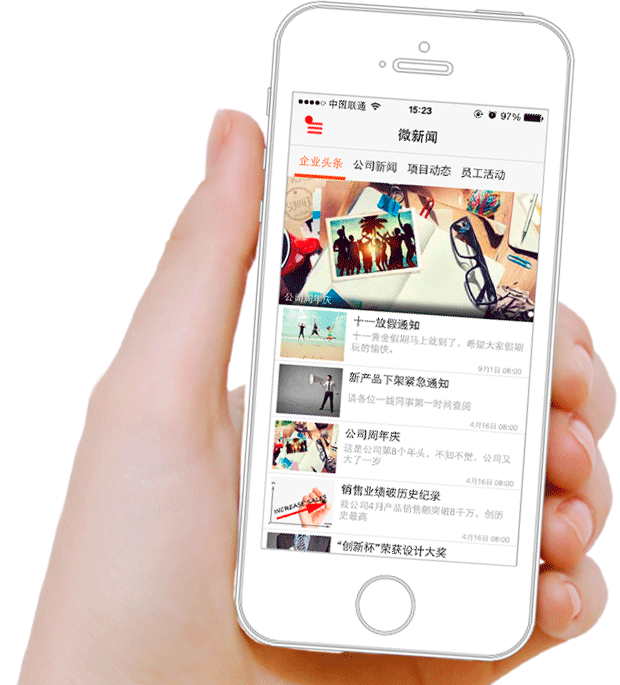 中国联通
15:23
97%
微新闻
企业头条
公司新闻
项目动态
员工活动
公司周年庆
十一放假通知
十一黄金假期马上就到了，希望大家假期
玩的愉快。
9月1日 08:00
新产品下架紧急通知
请各位一线同事第一时间查阅
4月16日 08:00
公司周年庆
这是公司第8个年头，不知不觉，公司又
大了一岁
4月16日 08:00
INCREASE SALES
销售业绩破历史纪录
我公司4月产品销售额突破8千万，创历
史最高
4月16日 08:00
“创新杯”荣获设计大奖